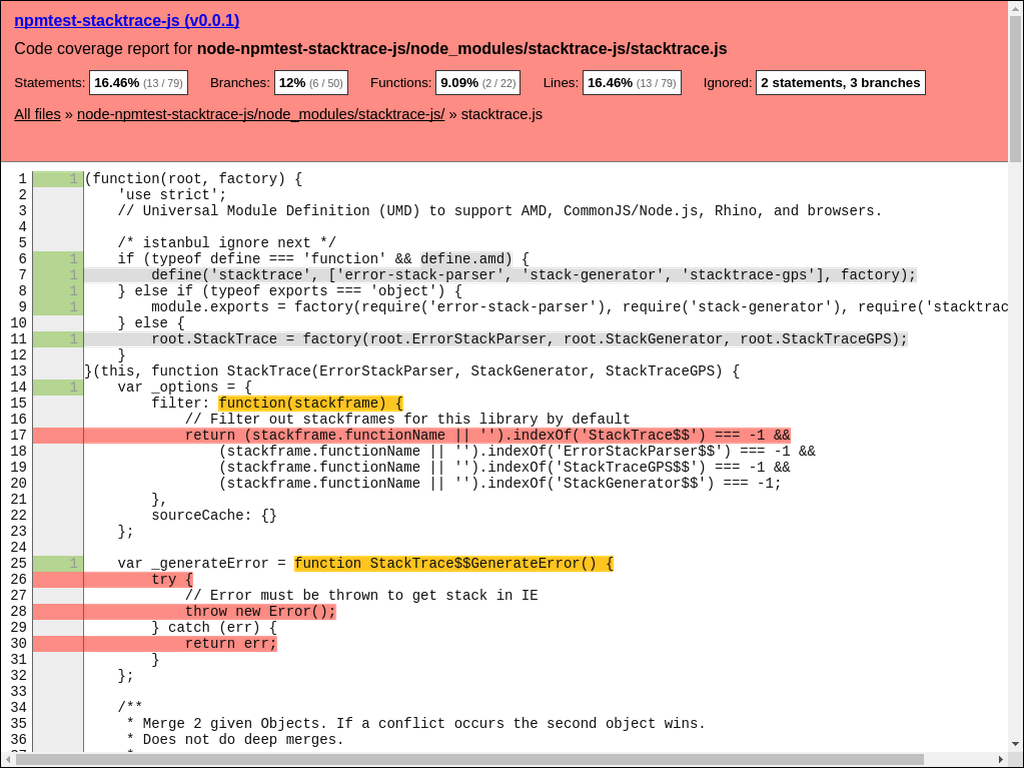 npmtest-stacktrace-js (v0.0.1)
Code coverage report for node-npmtest-stacktrace-js/node_modules/stacktrace-js/stacktrace.js
Statements: 16.46% (13 / 79) Branches: 12% (6 / 50) Functions: 9.09% (2 / 22) Lines: 16.46% (13 / 79) Ignored: 2 statements, 3 branches
All files » node-npmtest-stacktrace-js/node_modules/stacktrace-js/ » stacktrace.js
1 1 (function(root, factory) {
2 'use strict';
3 // Universal Module Definition (UMD) to support AMD, CommonJS/Node.js, Rhino, and browsers.
4
5 /* istanbul ignore next */
6 1 if (typeof define === 'function' && define.amd) {
7 1 define('stacktrace', ['error-stack-parser', 'stack-generator', 'stacktrace-gps'], factory);
8 1 } else if (typeof exports === 'object') {
9 1 module.exports = factory(require('error-stack-parser'), require('stack-generator'), require('stacktrac
10 } else {
11 1 root.StackTrace = factory(root.ErrorStackParser, root.StackGenerator, root.StackTraceGPS);
12 }
13 }(this, function StackTrace(ErrorStackParser, StackGenerator, StackTraceGPS) {
14 1 var _options = {
15 filter: function(stackframe) {
16 // Filter out stackframes for this library by default
17 return (stackframe.functionName || '').indexOf('StackTrace$$') === -1 &&
18 (stackframe.functionName || '').indexOf('ErrorStackParser$$') === -1 &&
19 (stackframe.functionName || '').indexOf('StackTraceGPS$$') === -1 &&
20 (stackframe.functionName || '').indexOf('StackGenerator$$') === -1;
21 },
22 sourceCache: {}
23 };
24
25 1 var _generateError = function StackTrace$$GenerateError() {
26 try {
27 // Error must be thrown to get stack in IE
28 throw new Error();
29 } catch (err) {
30 return err;
31 }
32 };
33
34 /**
35 * Merge 2 given Objects. If a conflict occurs the second object wins.
36 * Does not do deep merges.